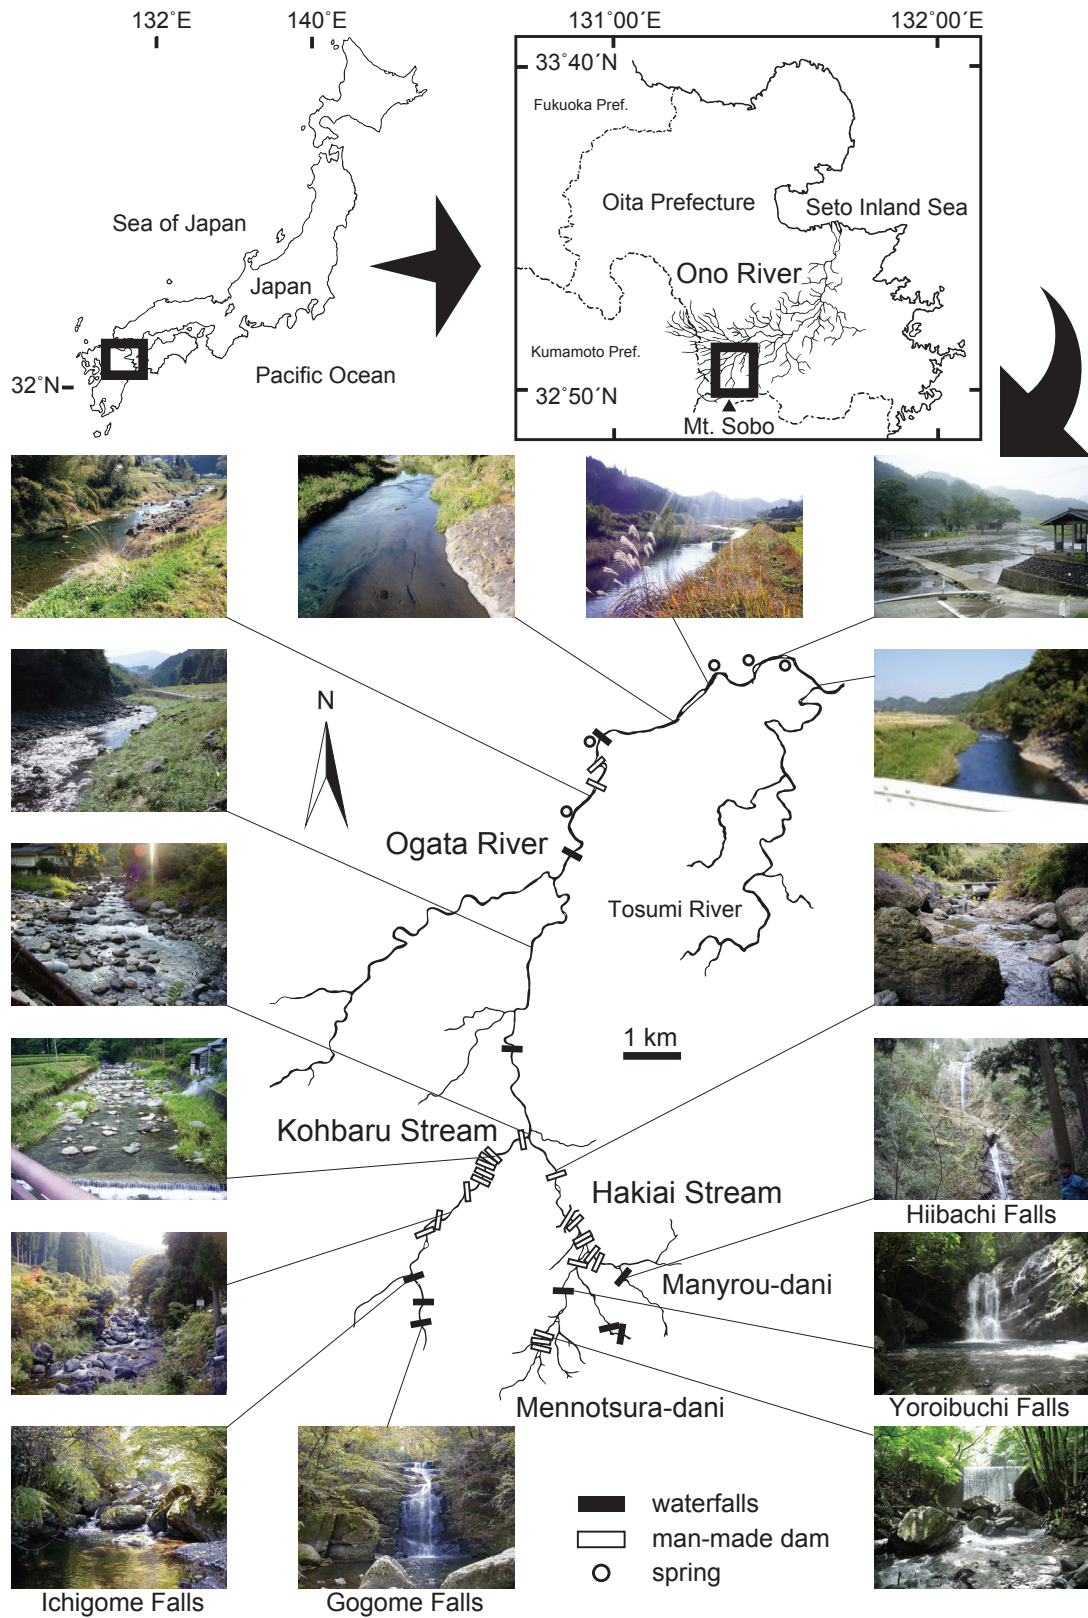 132°E
140°E
131°00´E
132°00´E
33°40´N
Fukuoka Pref.
Oita Prefecture
Seto Inland Sea
Sea of Japan
Ono River
Japan
Kumamoto Pref.
Pacific Ocean
32°N
32°50´N
Mt. Sobo
N
Ogata River
Tosumi River
1 km
Kohbaru Stream
Hakiai Stream
Hiibachi Falls
Manyrou-dani
Mennotsura-dani
Yoroibuchi Falls
waterfalls
man-made dam
spring
Ichigome Falls
Gogome Falls